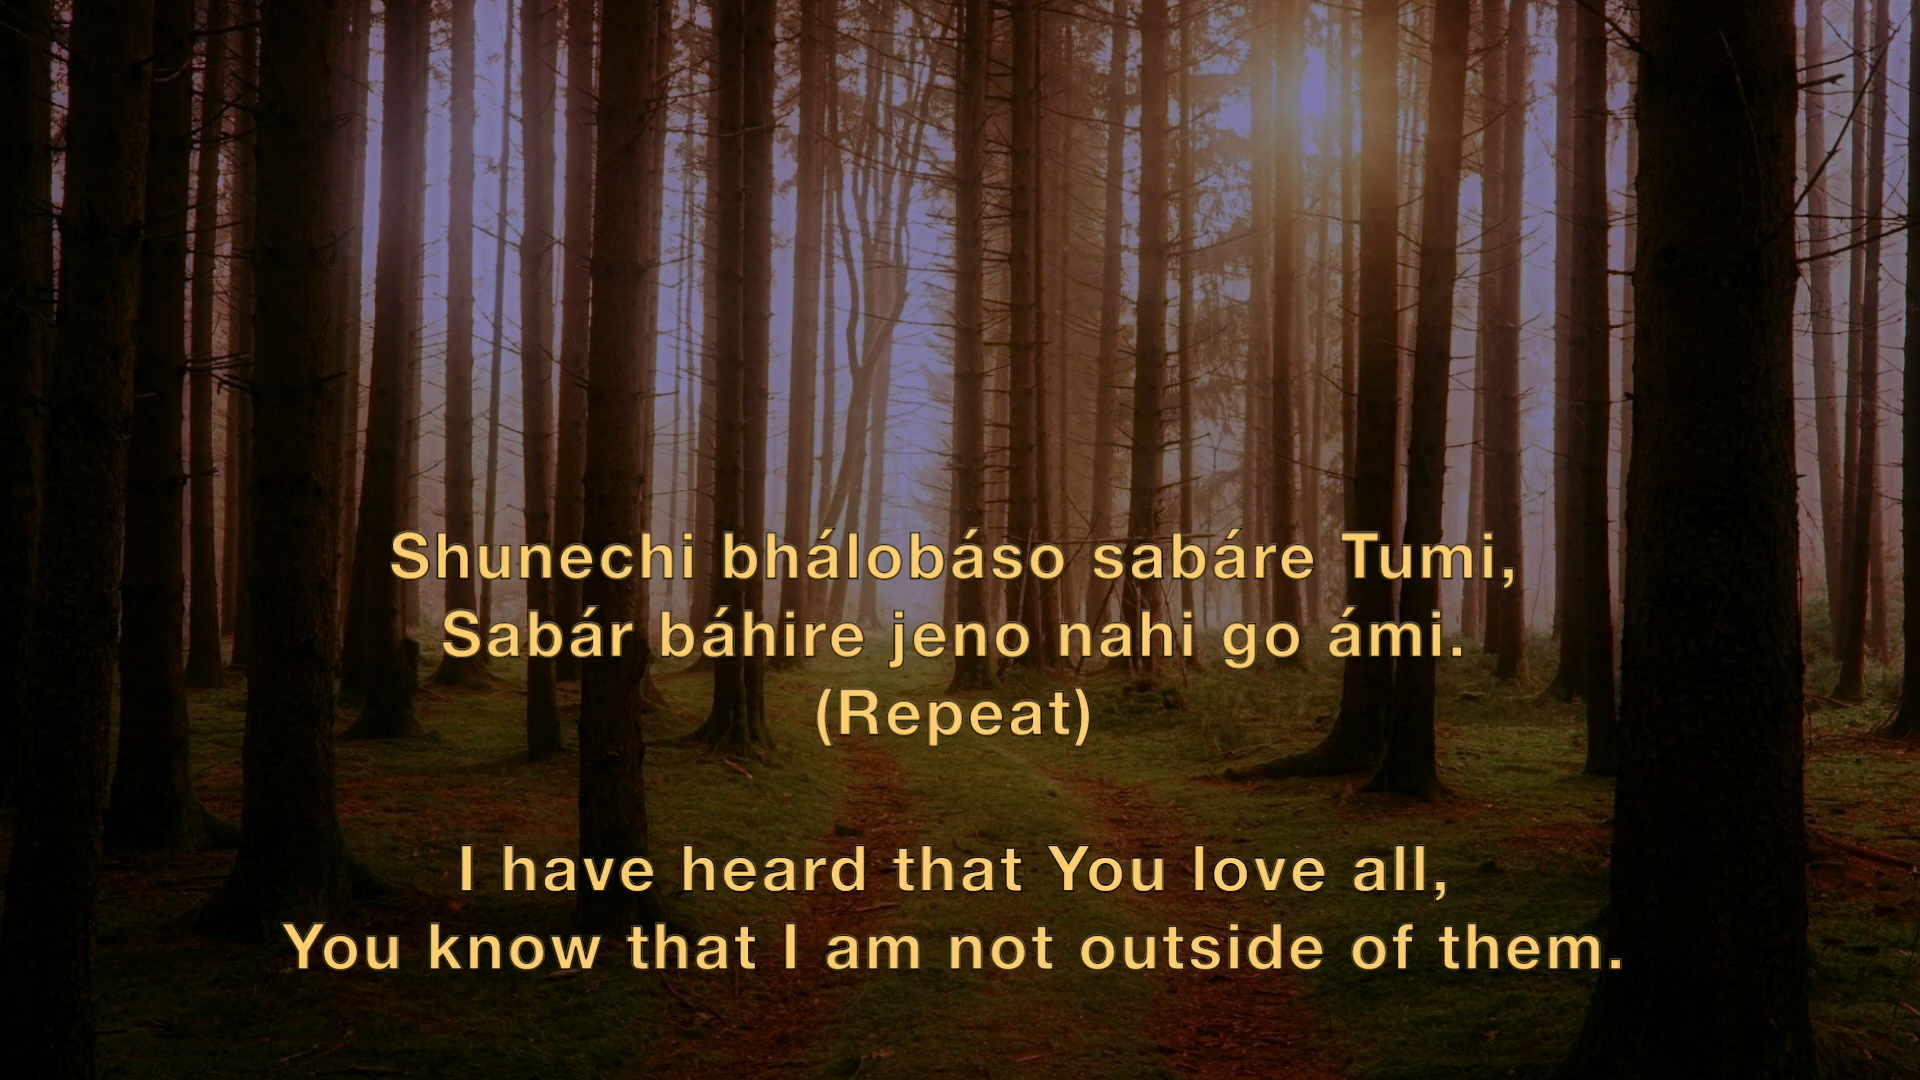 Shunechi bhálobáso sabáre Tumi,
Sabár báhire jeno nahi go ámi.
(Repeat)
I have heard that You love all,
You know that I am not outside of them.